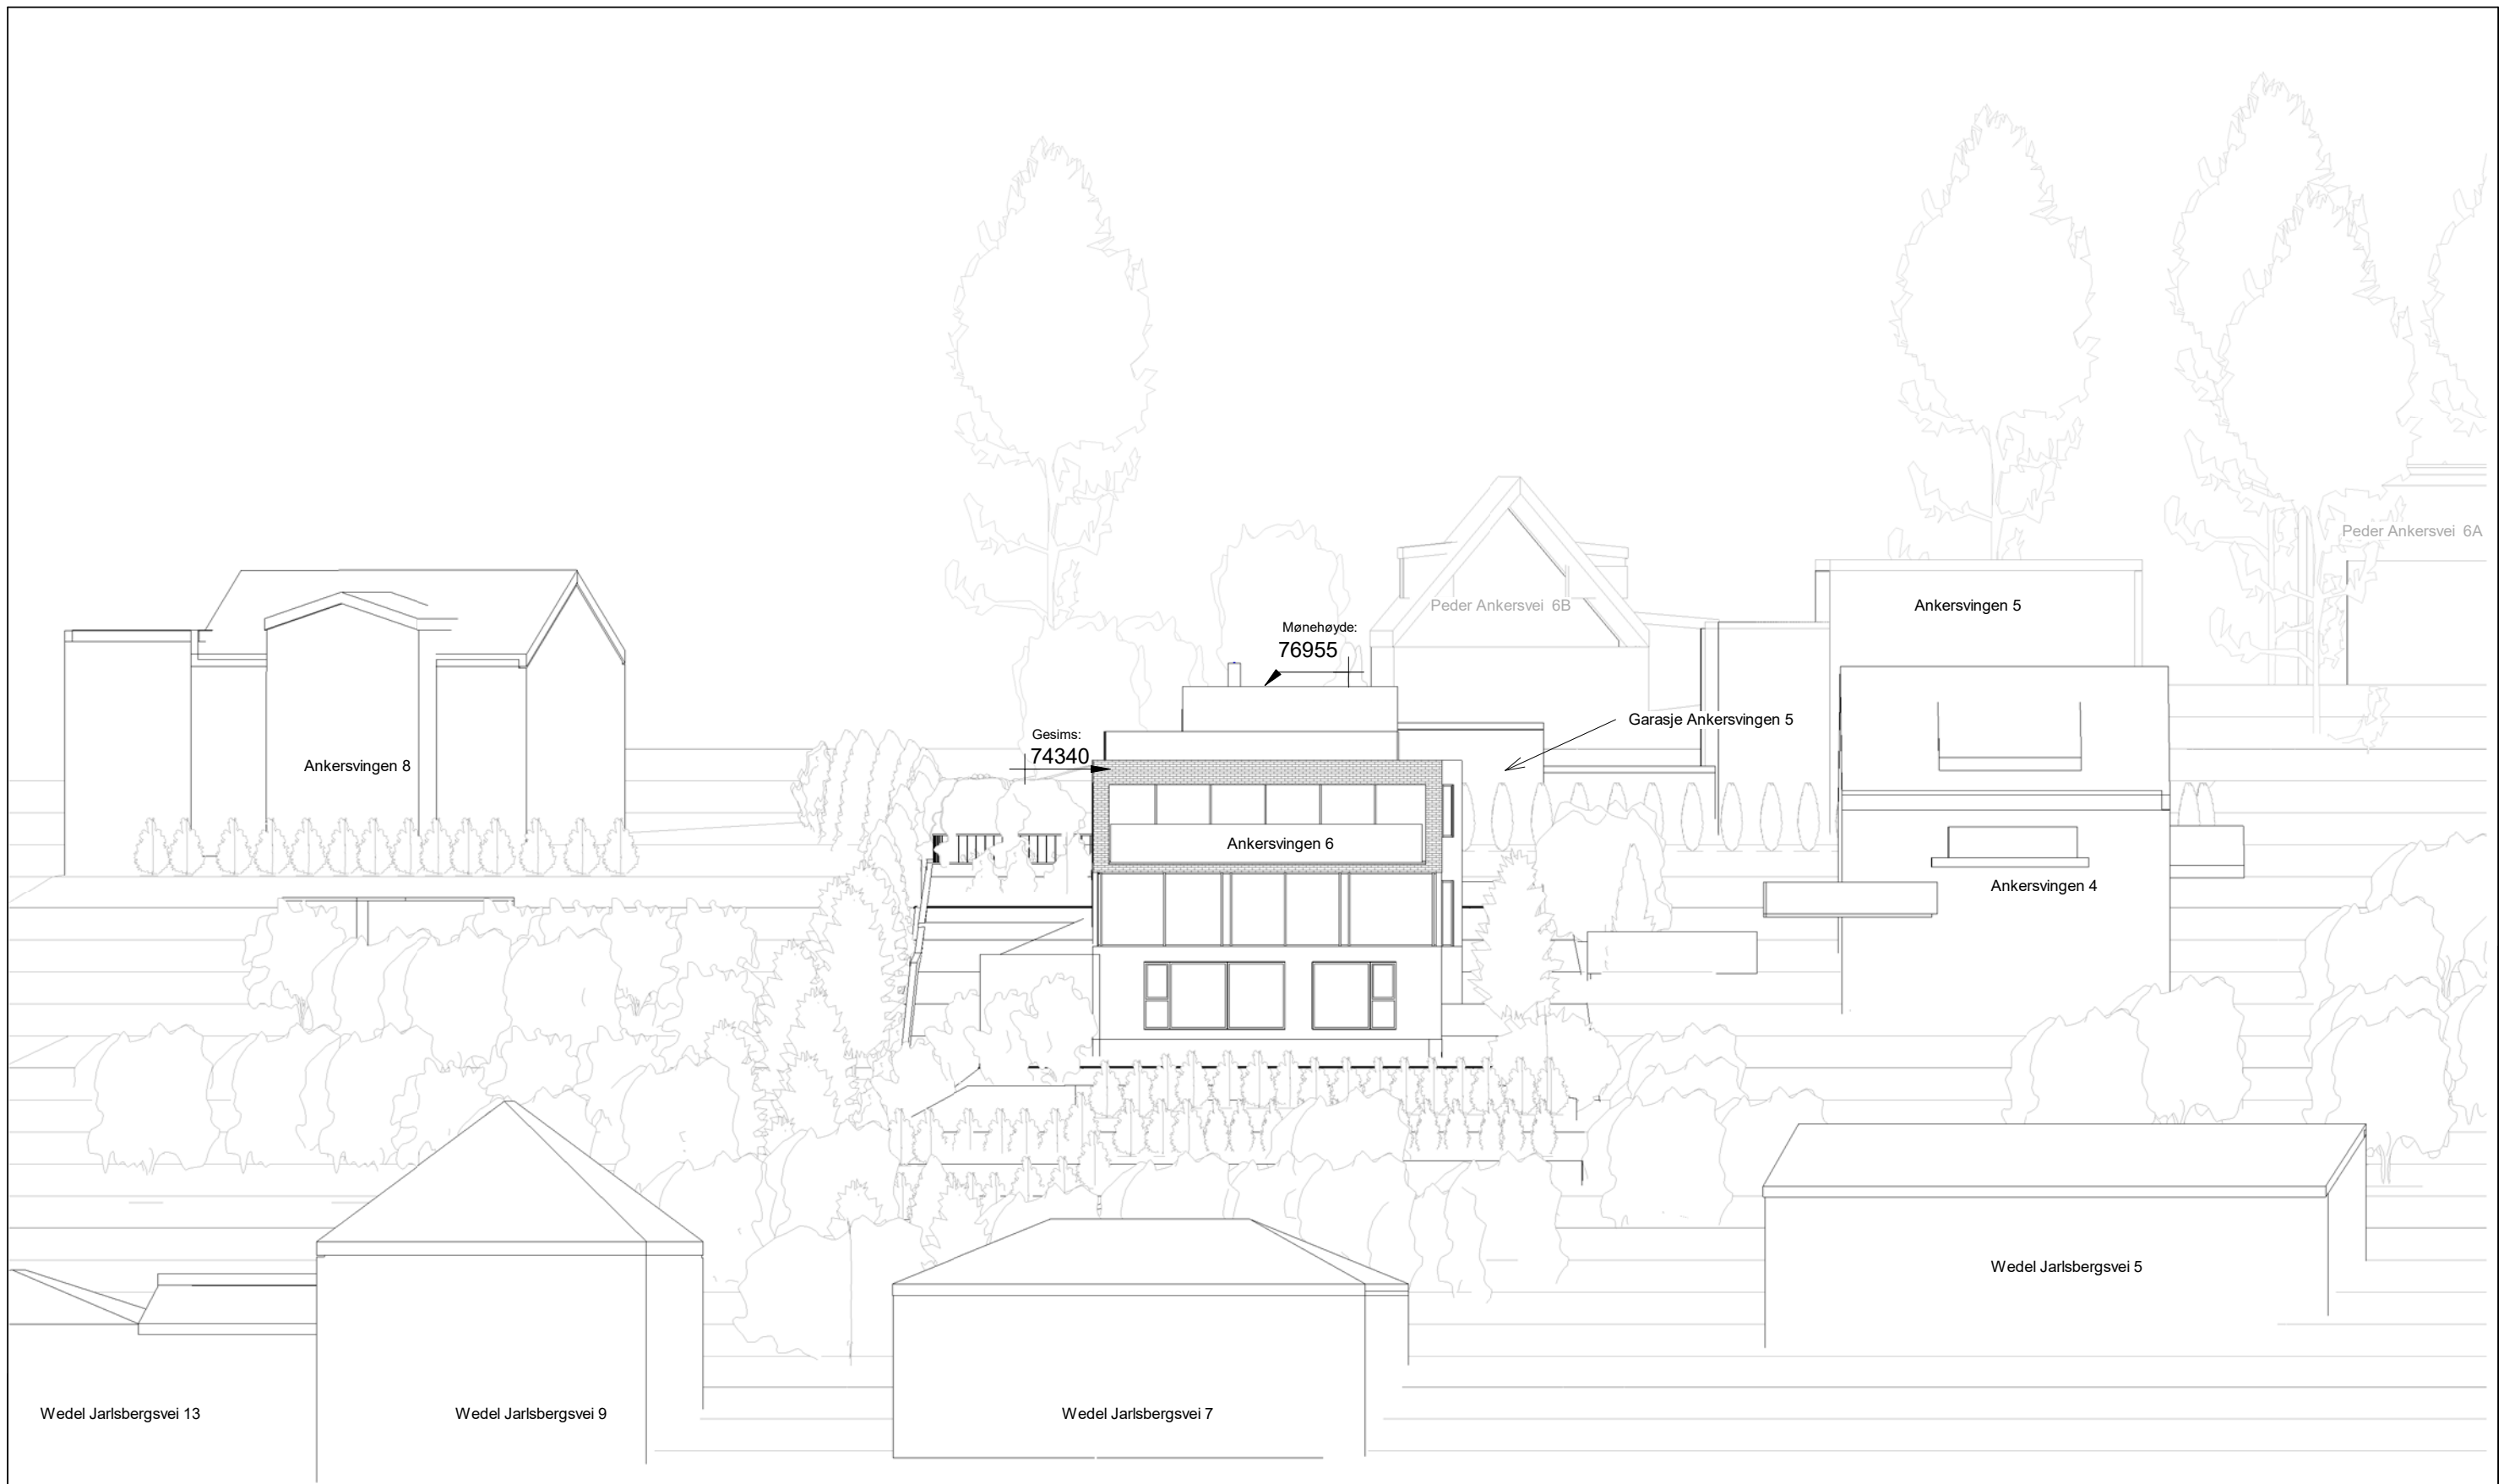 Peder Ankersvei 6A
Peder Ankersvei 6B
Ankersvingen 5
Mønehøyde:
76955
Garasje Ankersvingen 5
Gesims:
74340
Ankersvingen 8
Ankersvingen 6
Ankersvingen 4
Wedel Jarlsbergsvei 5
Wedel Jarlsbergsvei 13
Wedel Jarlsbergsvei 9
Wedel Jarlsbergsvei 7